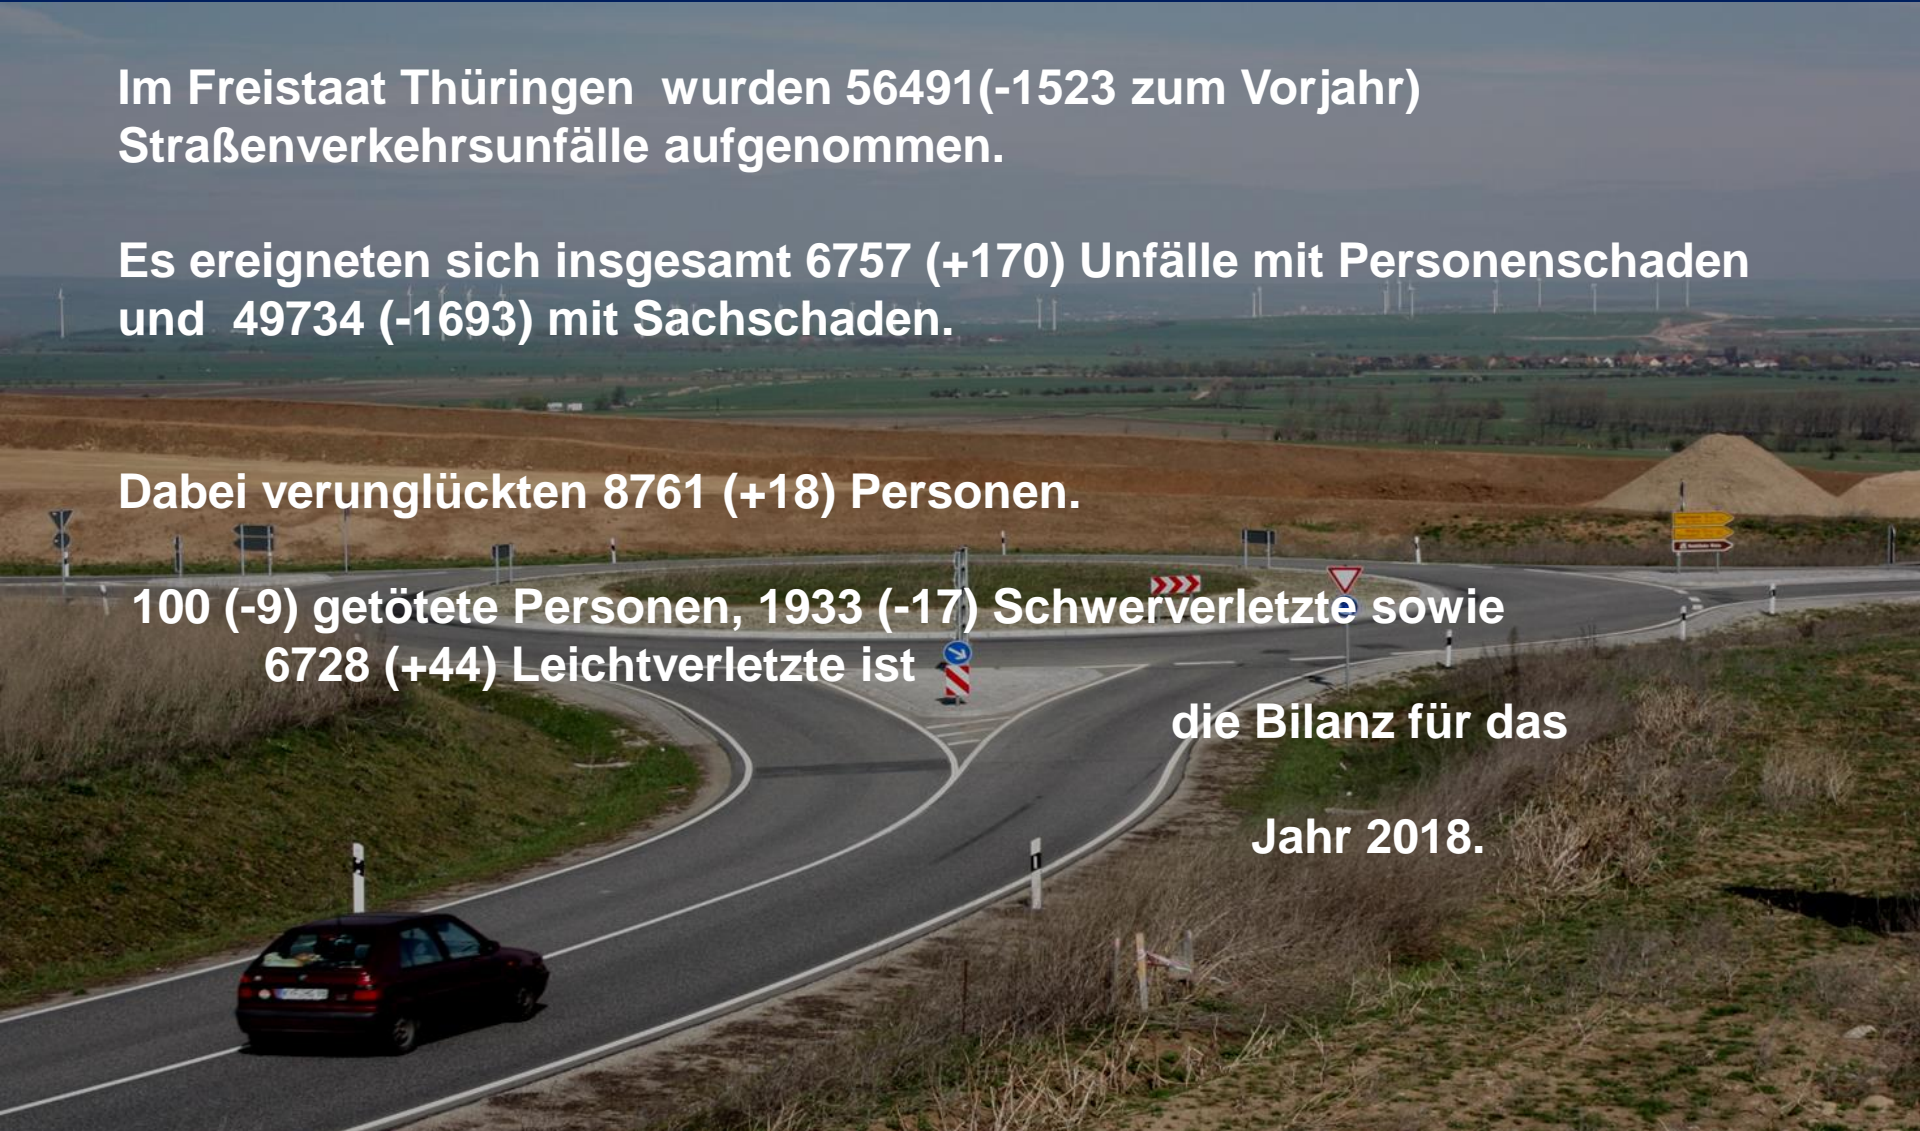 Im Freistaat Thüringen  wurden 56491(-1523 zum Vorjahr)
Straßenverkehrsunfälle aufgenommen.
Es ereigneten sich insgesamt 6757 (+170) Unfälle mit Personenschaden
und  49734 (-1693) mit Sachschaden.
Dabei verunglückten 8761 (+18) Personen.
100 (-9) getötete Personen, 1933 (-17) Schwerverletzte sowie
6728 (+44) Leichtverletzte ist
die Bilanz für das
Jahr 2018.